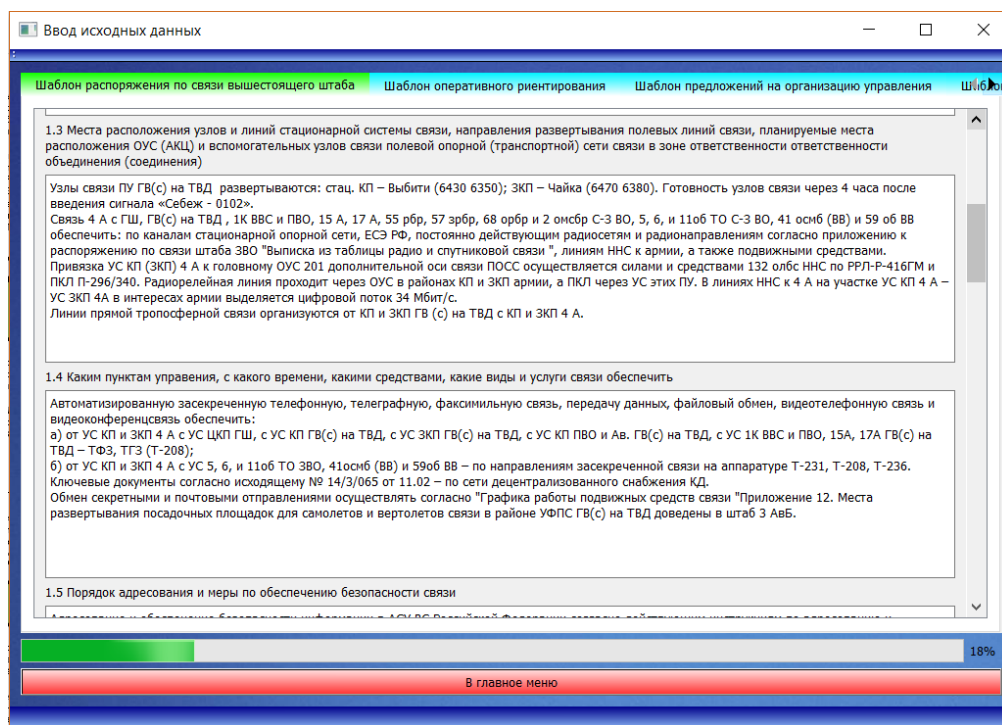 Ввод исходных данных
Шаблон распоряжения по связи вышестоящего штаба
Шаблон оперативного риентирования
Шаблон предложений на организацию управления
1.3 Места расположения узлов и линий стационарной системы связи, направления развертывания полевых линий связи, планируемые места
расположения ОУС (АКЦ) и вспомогательных узлов связи полевой опорной (транспортной) сети связи в зоне ответственности ответственности
объединения (соединения)
Узлы связи ПУ ГВ(с) на ТВД развертываются: стац. КП – Выбити (6430 6350); ЗКП – Чайка (6470 6380). Готовность узлов связи через 4 часа после
введения сигнала «Себеж - 0102».
Связь 4 А с ГШ, ГВ(с) на ТВД , 1К ВВС и ПВО, 15 А, 17 А, 55 рбр, 57 зрбр, 68 орбр и 2 омсбр С-З ВО, 5, 6, и 11об ТО С-З ВО, 41 осмб (ВВ) и 59 об ВВ
обеспечить: по каналам стационарной опорной сети, ЕСЭ РФ, постоянно действующим радиосетям и радионаправлениям согласно приложению к
распоряжению по связи штаба ЗВО "Выписка из таблицы радио и спутниковой связи ", линиям ННС к армии, а также подвижными средствами.
Привязка УС КП (ЗКП) 4 А к головному ОУС 201 дополнительной оси связи ПОСС осуществляется силами и средствами 132 олбс ННС по РРЛ-Р-416ГМ и
ПКЛ П-296/340. Радиорелейная линия проходит через ОУС в районах КП и ЗКП армии, а ПКЛ через УС этих ПУ. В линиях ННС к 4 А на участке УС КП 4 А –
УС ЗКП 4А в интересах армии выделяется цифровой поток 34 Мбит/с.
Линии прямой тропосферной связи организуются от КП и ЗКП ГВ (с) на ТВД с КП и ЗКП 4 А.
1.4 Каким пунктам управения, с какого времени, какими средствами, какие виды и услуги связи обеспечить
Автоматизированную засекреченную телефонную, телеграфную, факсимильную связь, передачу данных, файловый обмен, видеотелефонную связь и
видеоконференцсвязь обеспечить:
а) от УС КП и ЗКП 4 А с УС ЦКП ГШ, с УС КП ГВ(с) на ТВД, с УС ЗКП ГВ(с) на ТВД, с УС КП ПВО и Ав. ГВ(с) на ТВД, с УС 1К ВВС и ПВО, 15А, 17А ГВ(с) на
ТВД – ТФЗ, ТГЗ (Т-208);
б) от УС КП и ЗКП 4 А с УС 5, 6, и 11об ТО ЗВО, 41осмб (ВВ) и 59об ВВ – по направлениям засекреченной связи на аппаратуре Т-231, Т-208, Т-236.
Ключевые документы согласно исходящему № 14/3/065 от 11.02 – по сети децентрализованного снабжения КД.
Обмен секретными и почтовыми отправлениями осуществлять согласно "Графика работы подвижных средств связи "Приложение 12. Места
развертывания посадочных площадок для самолетов и вертолетов связи в районе УФПС ГВ(с) на ТВД доведены в штаб 3 АвБ.
1.5 Порядок адресования и меры по обеспечению безопасности связи
18%
В главное меню